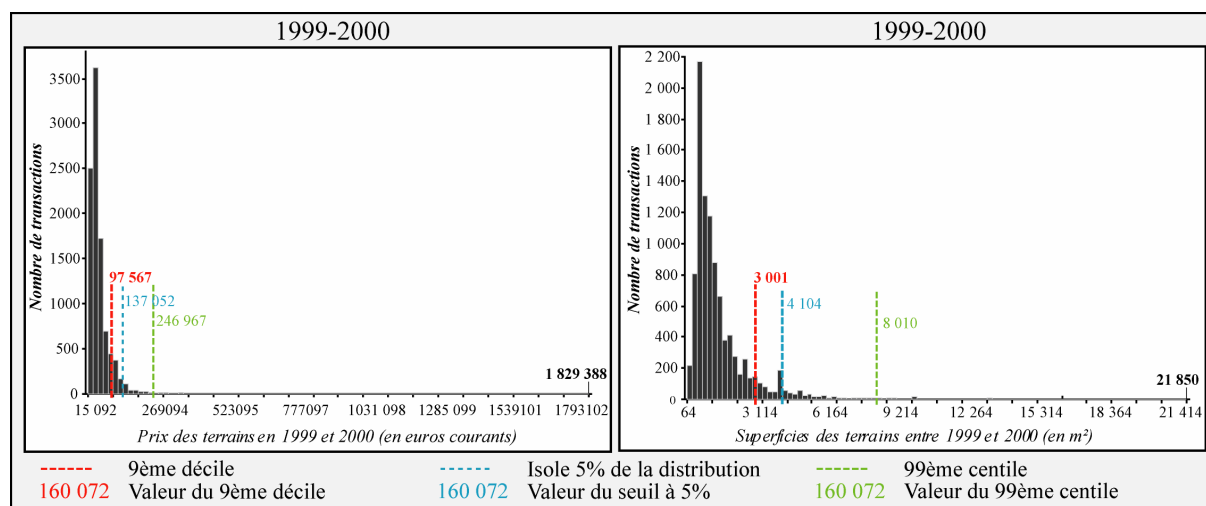 1999-2000
Nombre de transactions
3500
3000
2500
2000
1500
1000
500
0
97 567
137 052
246 967
1 829 388
15 092 269094 523095 777097 1031 098 1285 099 1539101 1793102
Prix des terrains en 1999 et 2000 (en euros courants)
1999-2000
Nombre de transactions
2 200
2 000
1 800
1 600
1 400
1 200
1 000
800
600
400
200
0
3 001
4 104
8 010
21 850
64 3 114 6 164 9 214 12 264 15 314 18 364 21 414
Superficies des terrains entre 1999 et 2000 (en m²)
9ème décile
Isole 5% de la distribution
99ème centile
160 072 Valeur du 9ème décile
160 072 Valeur du seuil à 5%
160 072 Valeur du 99ème centile